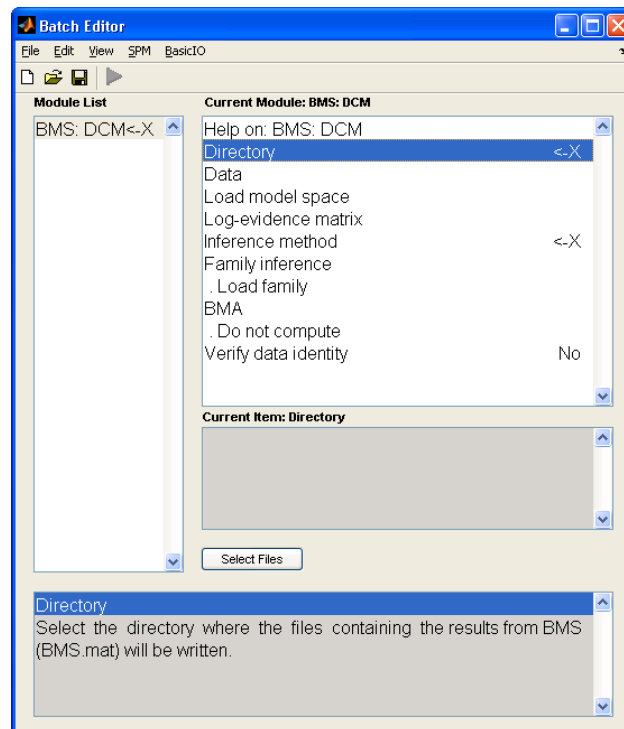 Batch Editor
File Edit View SPM BasicIO
Module List
Current Module: BMS: DCM
BMS: DCM<-X
Help on: BMS: DCM
Directory <-X
Data
Load model space
Log-evidence matrix
Inference method <-X
Family inference
. Load family
BMA
. Do not compute
Verify data identity No
Current Item: Directory
Select Files
Directory
Select the directory where the files containing the results from BMS
(BMS.mat) will be written.